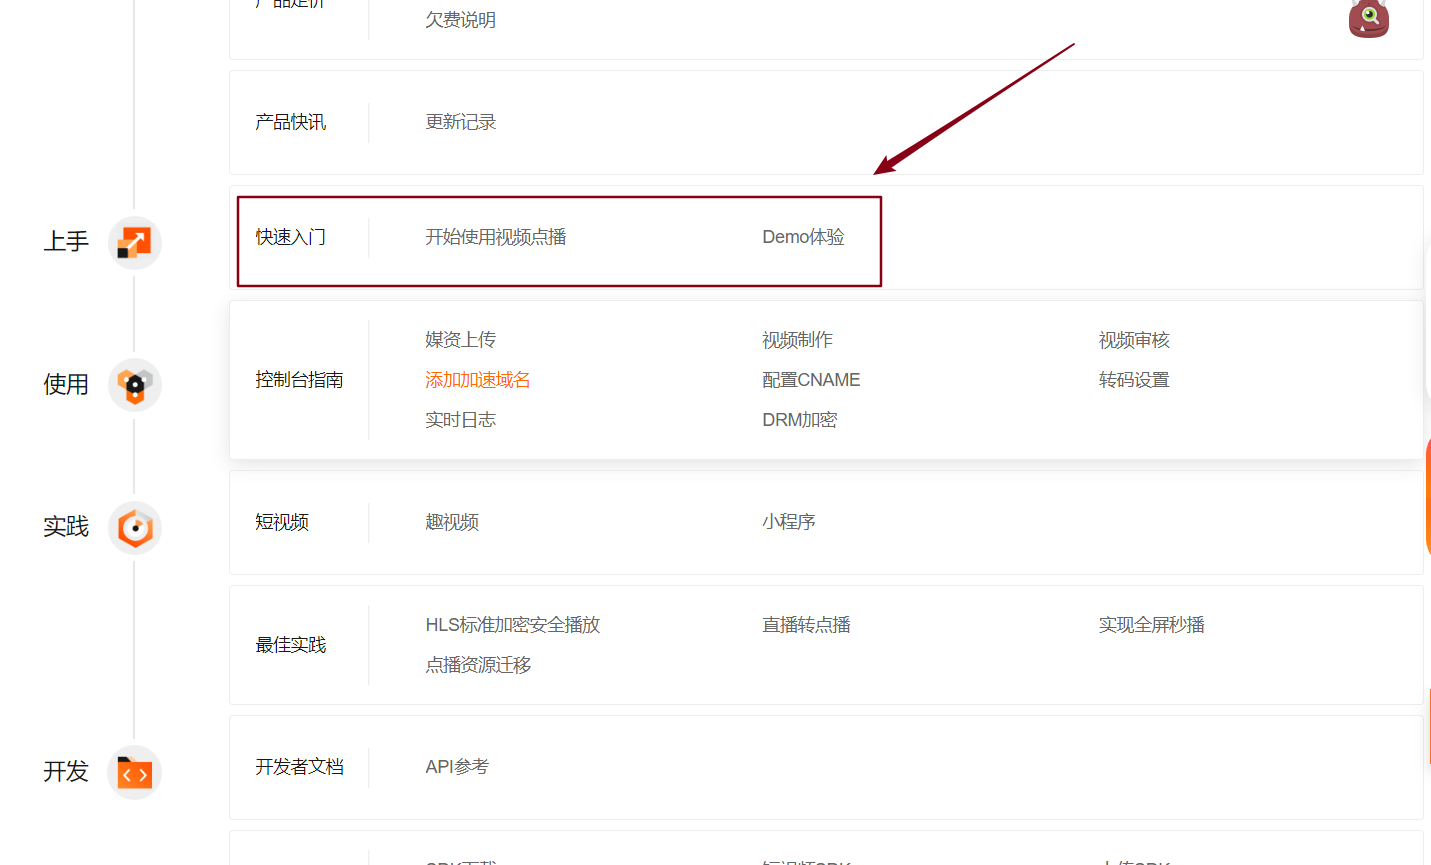 产品定价
欠费说明
产品快讯
更新记录
上手
快速入门
开始使用视频点播
Demo体验
使用
控制台指南
媒资上传
视频制作
视频审核
添加加速域名
配置CNAME
转码设置
实时日志
DRM加密
实践
短视频
趣视频
小程序
最佳实践
HLS标准加密安全播放
直播转点播
实现全屏秒播
点播资源迁移
开发
开发者文档
API参考